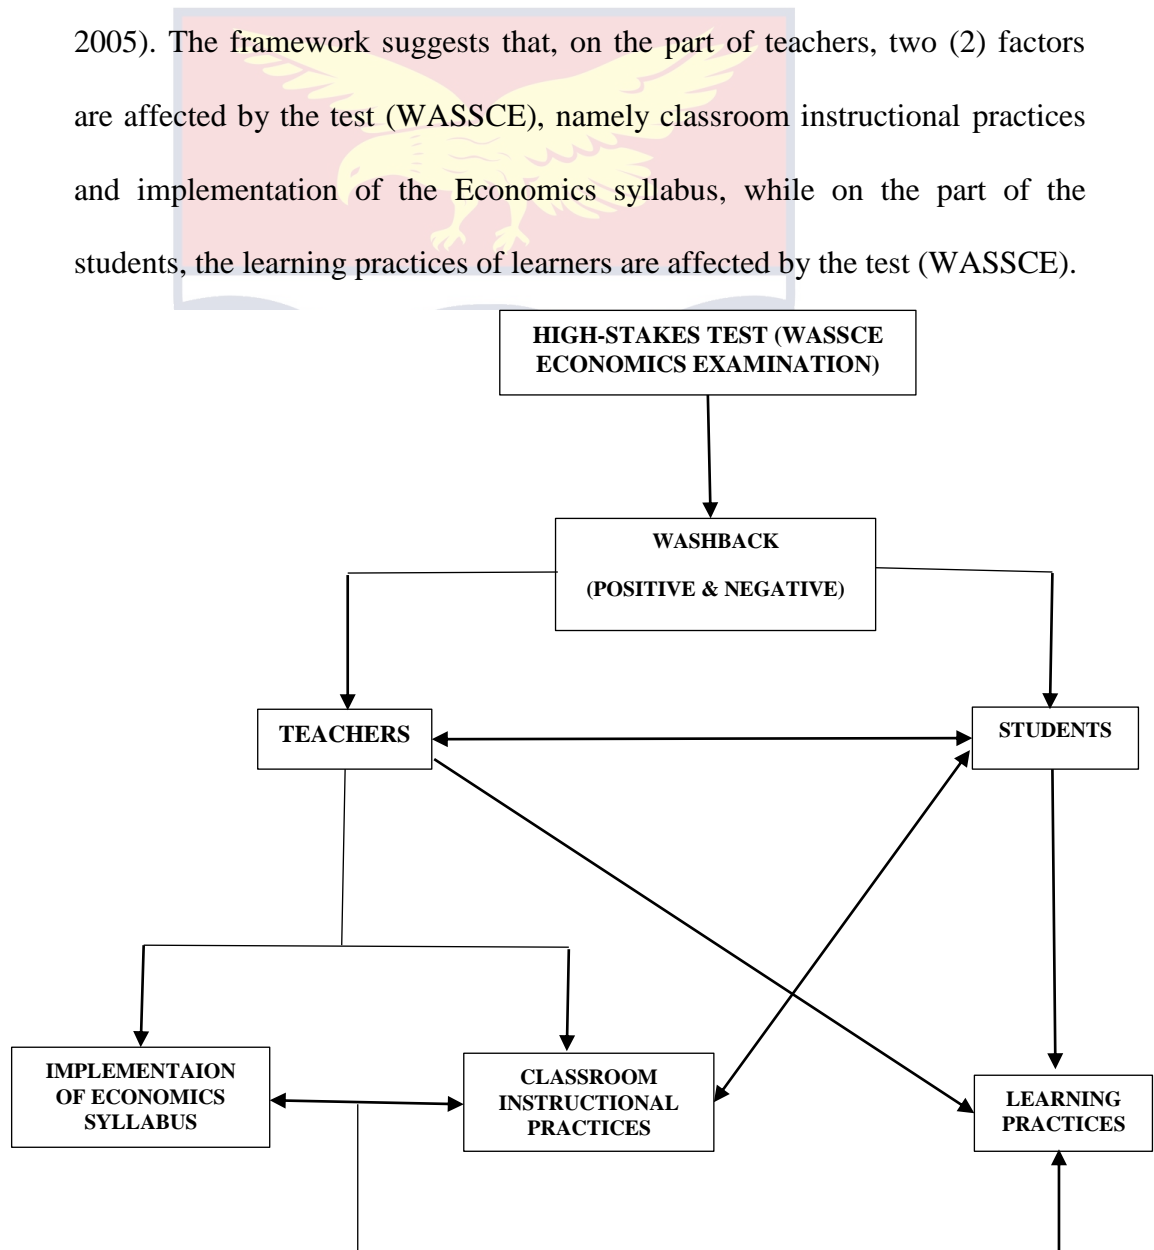 2005). The framework suggests that, on the part of teachers, two (2) factors
are affected by the test (WASSCE), namely classroom instructional practices
and implementation of the Economics syllabus, while on the part of the
students, the learning practices of learners are affected by the test (WASSCE).
HIGH-STAKES TEST (WASSCE
ECONOMICS EXAMINATION)
WASHBACK
(POSITIVE & NEGATIVE)
TEACHERS
STUDENTS
IMPLEMENTAION
OF ECONOMICS
SYLLABUS
CLASSROOM
INSTRUCTIONAL
PRACTICES
LEARNING
PRACTICES